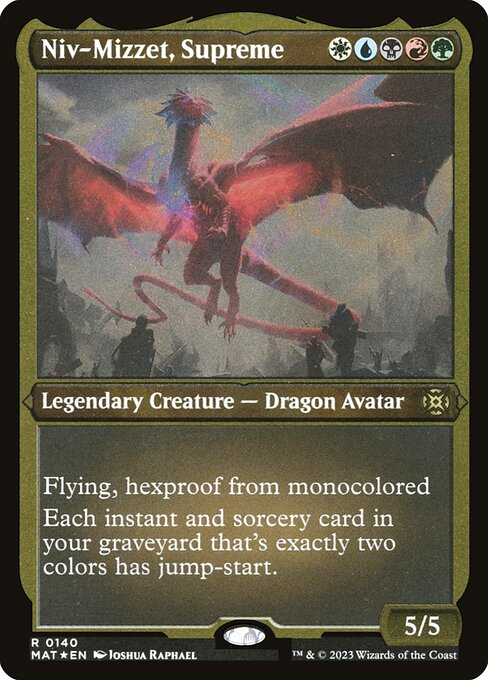 Niv-Mizzet, Supreme
Legendary Creature — Dragon Avatar
Flying, hexproof from monocolored
Each instant and sorcery card in
your graveyard that's exactly two
colors has jump-start.
5/5
R 0140
MAT★EN Joshua Raphael
™ & © 2023 Wizards of the Coast